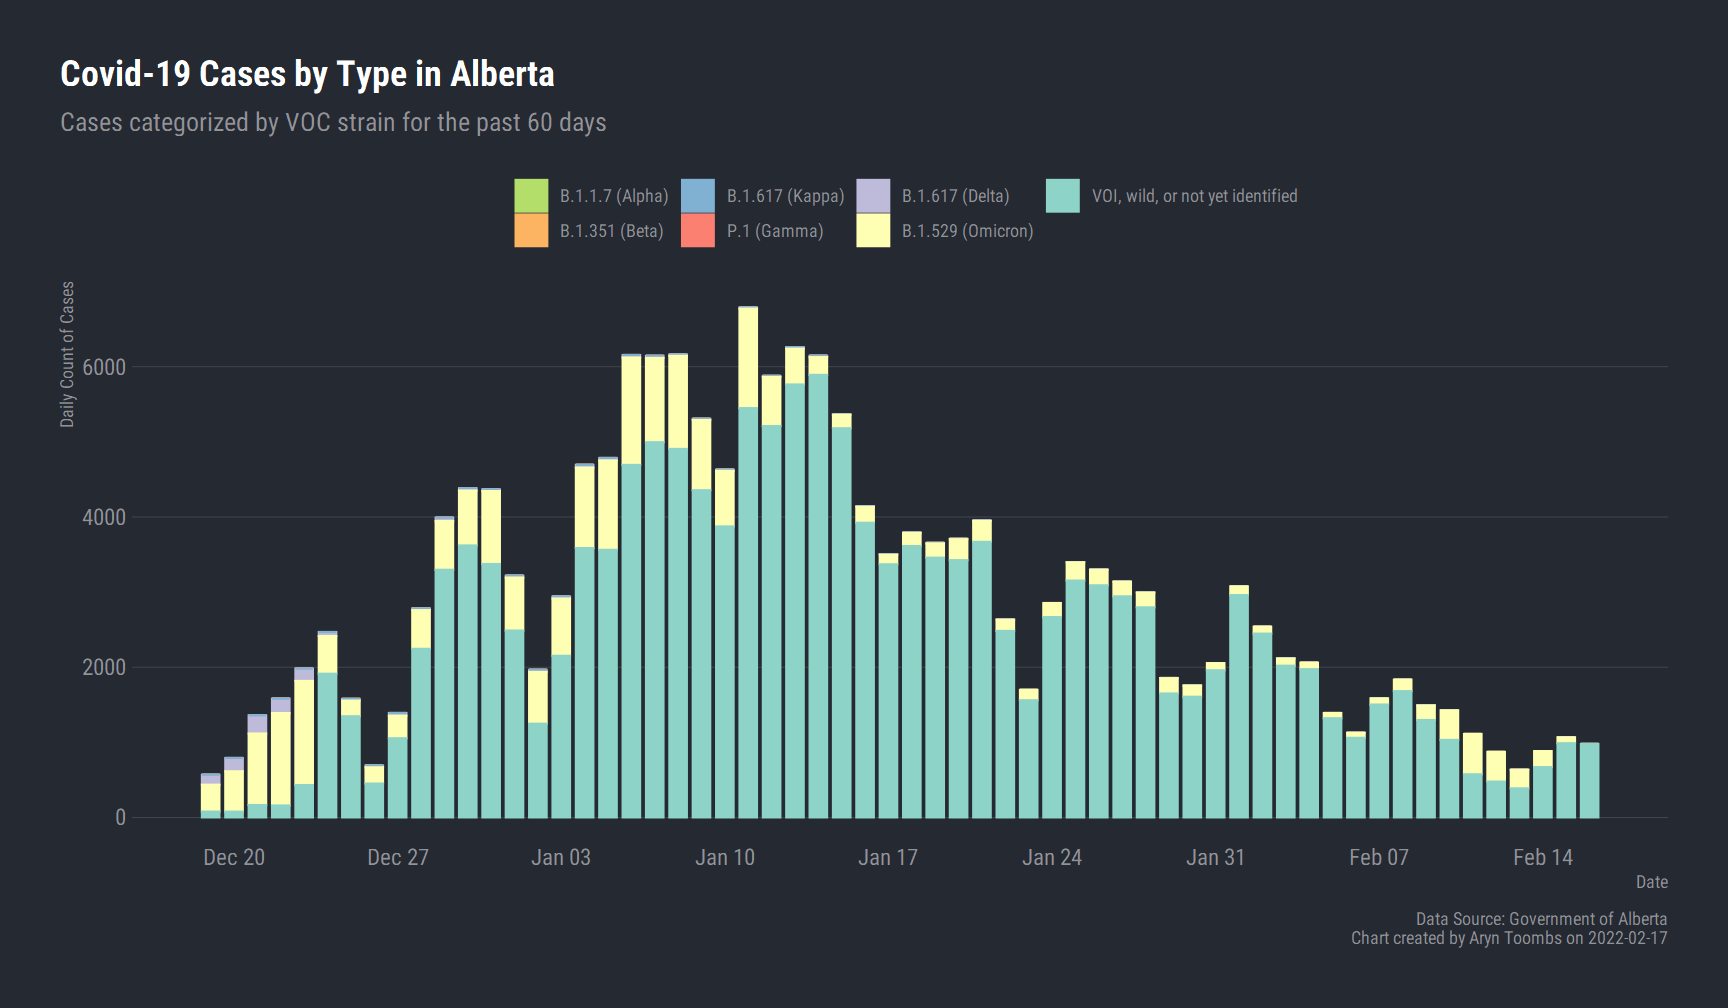 Covid-19 Cases by Type in Alberta
Cases categorized by VOC strain for the past 60 days
B.1.1.7 (Alpha) B.1.617 (Kappa) B.1.617 (Delta) VOI, wild, or not yet identified
B.1.351 (Beta) P.1 (Gamma) B.1.529 (Omicron)
Daily Count of Cases
6000
4000
2000
0
Dec 20 Dec 27 Jan 03 Jan 10 Jan 17 Jan 24 Jan 31 Feb 07 Feb 14
Date
Data Source: Government of Alberta
Chart created by Aryn Toombs on 2022-02-17